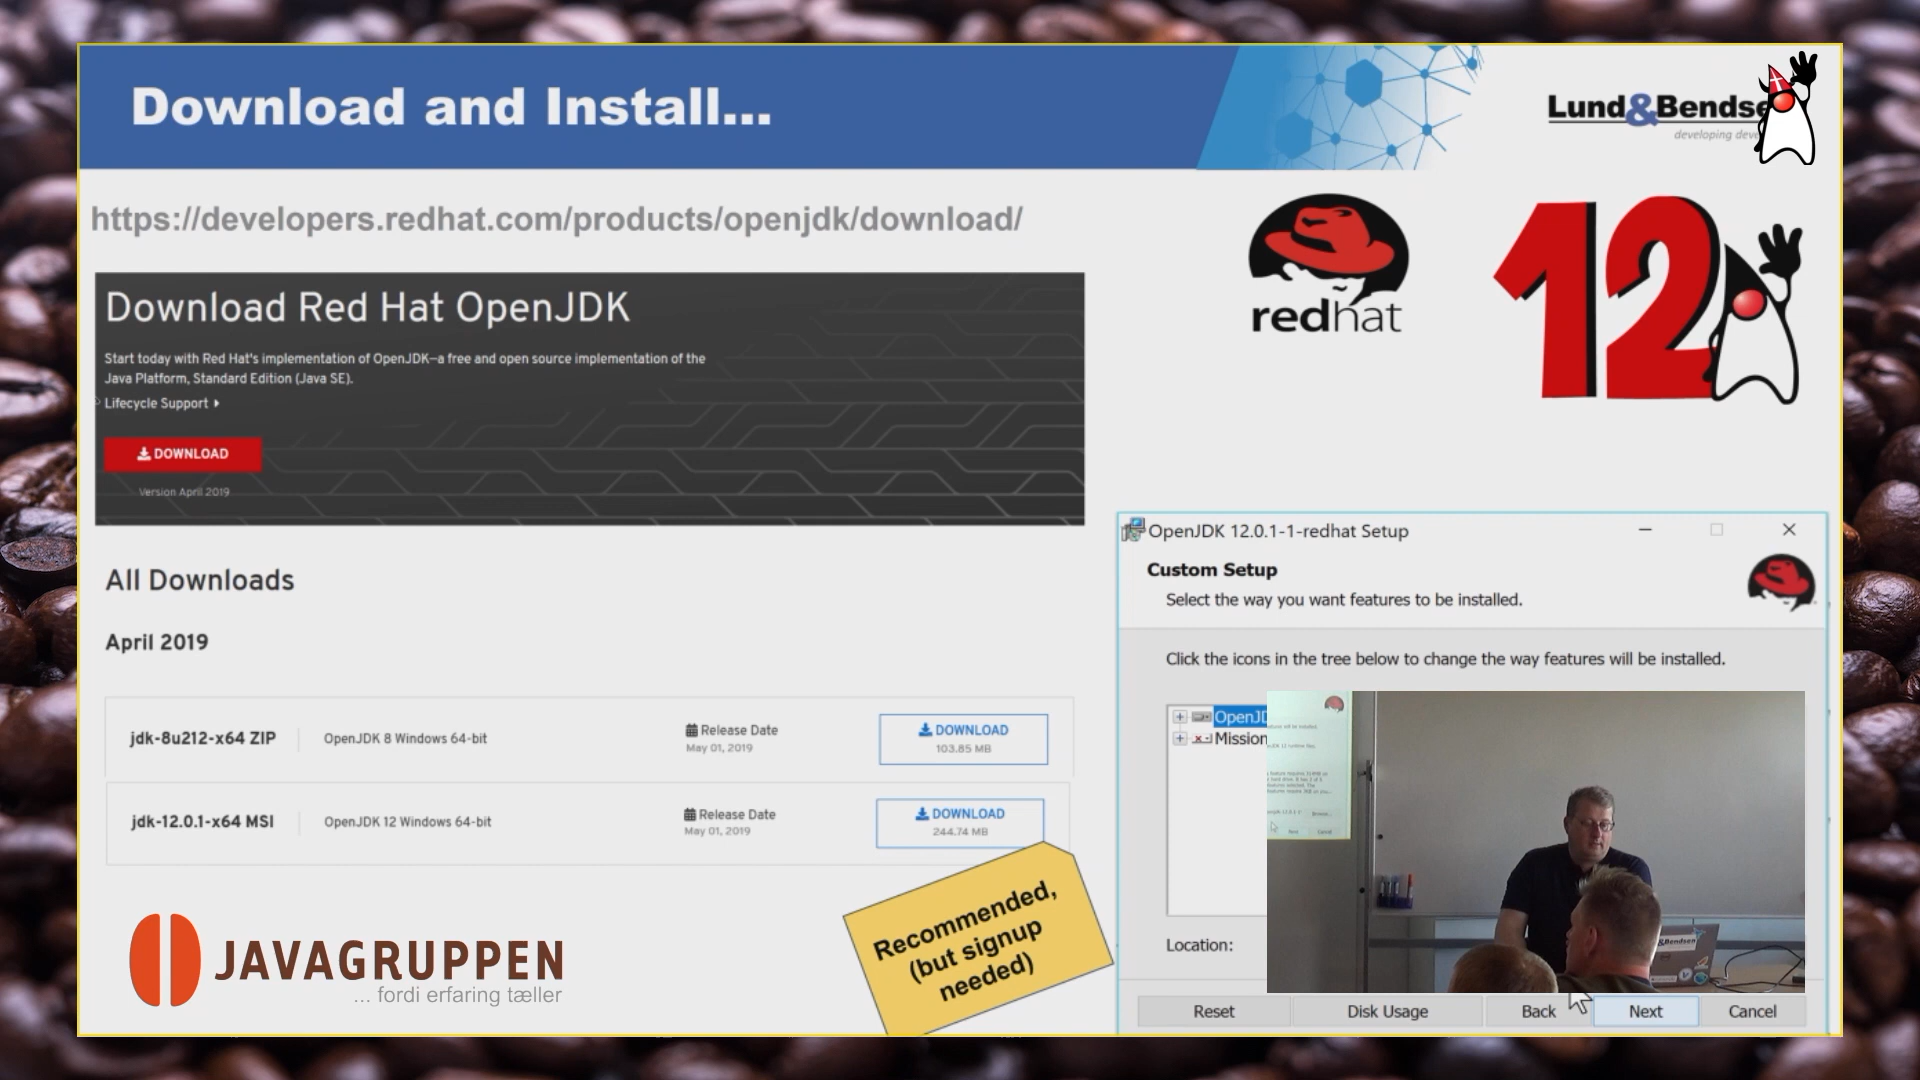 Download and Install...
Lund&Bendse
developing deve
https://developers.redhat.com/products/openjdk/download/
redhat
12
Download Red Hat OpenJDK
Start today with Red Hat's implementation of OpenJDK—a free and open source implementation of the
Java Platform, Standard Edition (Java SE).
Lifecycle Support
DOWNLOAD
Version April 2019
All Downloads
April 2019
jdk-8u212-x64 ZIP
OpenJDK 8 Windows 64-bit
Release Date
May 01, 2019
DOWNLOAD
103.85 MB
jdk-12.0.1-x64 MSI
OpenJDK 12 Windows 64-bit
Release Date
May 01, 2019
DOWNLOAD
244.74 MB
Recommended,
(but signup
needed)
JAVAGRUPPEN
... fordi erfaring tæller
OpenJDK 12.0.1-1-redhat Setup
Custom Setup
Select the way you want features to be installed.
Click the icons in the tree below to change the way features will be installed.
OpenJD
Mission
Location:
&Bendsen
Reset
Disk Usage
Back
Next
Cancel